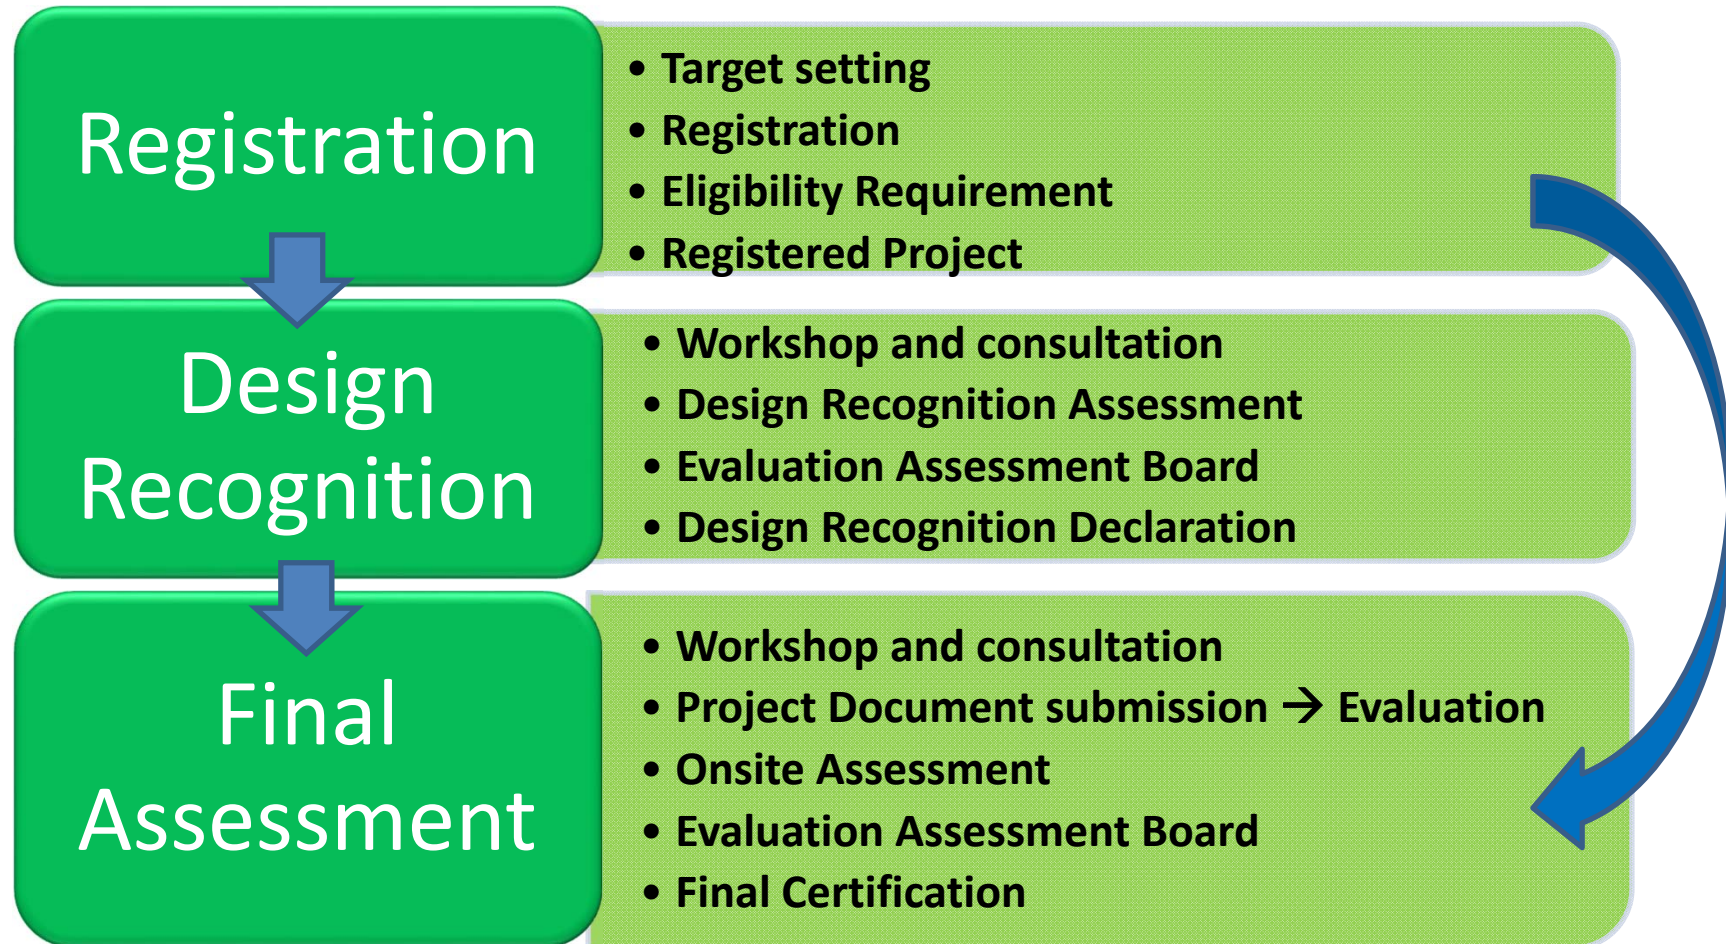 Registration
• Target setting
• Registration
• Eligibility Requirement
• Registered Project
Design
Recognition
• Workshop and consultation
• Design Recognition Assessment
• Evaluation Assessment Board
• Design Recognition Declaration
Final
Assessment
• Workshop and consultation
• Project Document submission → Evaluation
• Onsite Assessment
• Evaluation Assessment Board
• Final Certification